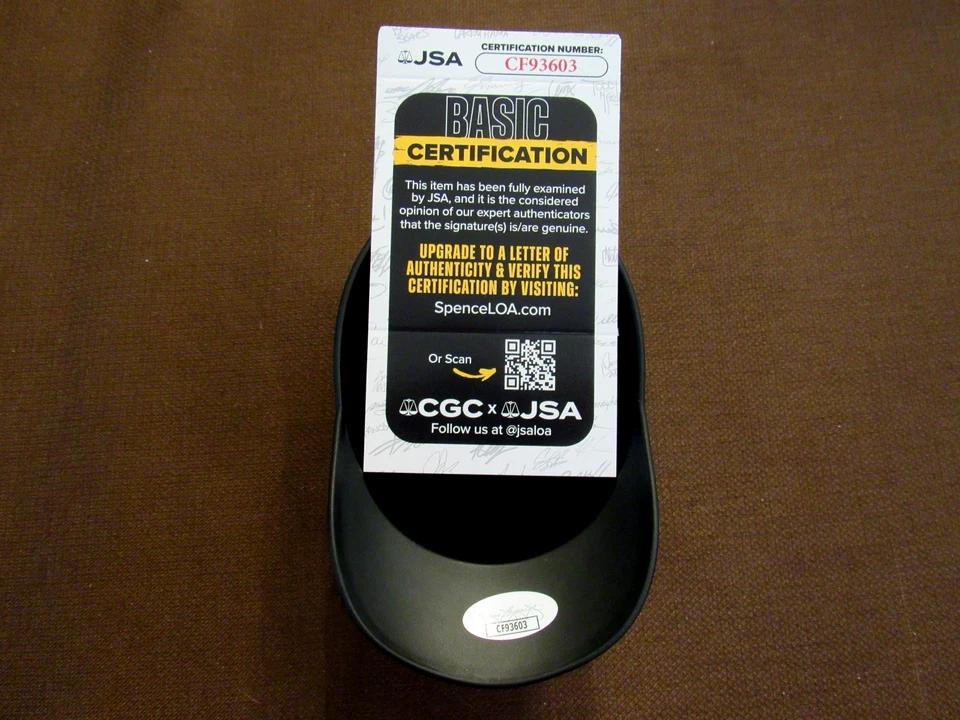 JSA
CERTIFICATION NUMBER:
CF93603
BASIC
CERTIFICATION
This item has been fully examined
by JSA, and it is the considered
opinion of our expert authenticators
that the signature(s) is/are genuine.
UPGRADE TO A LETTER OF
AUTHENTICITY & VERIFY THIS
CERTIFICATION BY VISITING:
SpenceLOA.com
Or Scan
CGC x JSA
Follow us at @jsaloa
CF93603